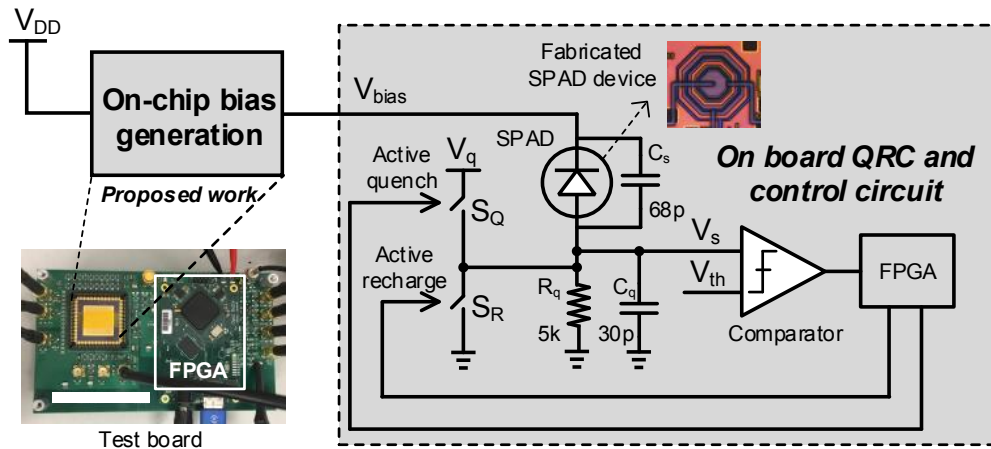 V_DD
On-chip bias
generation
Proposed work
V_bias
Fabricated
SPAD device
SPAD
C_s
68p
On board QRC and
control circuit
Active
quench
V_q
S_Q
Active
recharge
S_R
R_q
5k
C_q
30p
V_s
V_th
Comparator
FPGA
FPGA
Test board